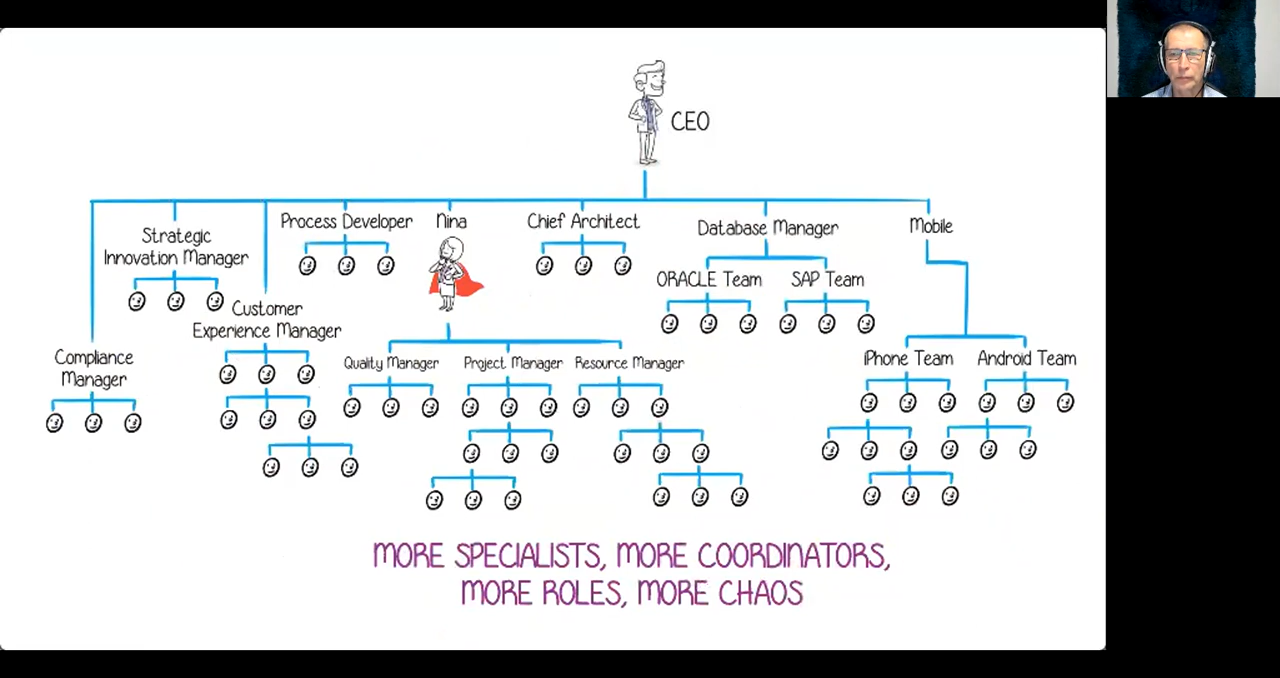 CEO
Process Developer
Nina
Chief Architect
Database Manager
Mobile
Strategic
Innovation Manager
ORACLE Team
SAP Team
Customer
Experience Manager
Compliance
Manager
Quality Manager
Project Manager
Resource Manager
iPhone Team
Android Team
MORE SPECIALISTS, MORE COORDINATORS,
MORE ROLES, MORE CHAOS